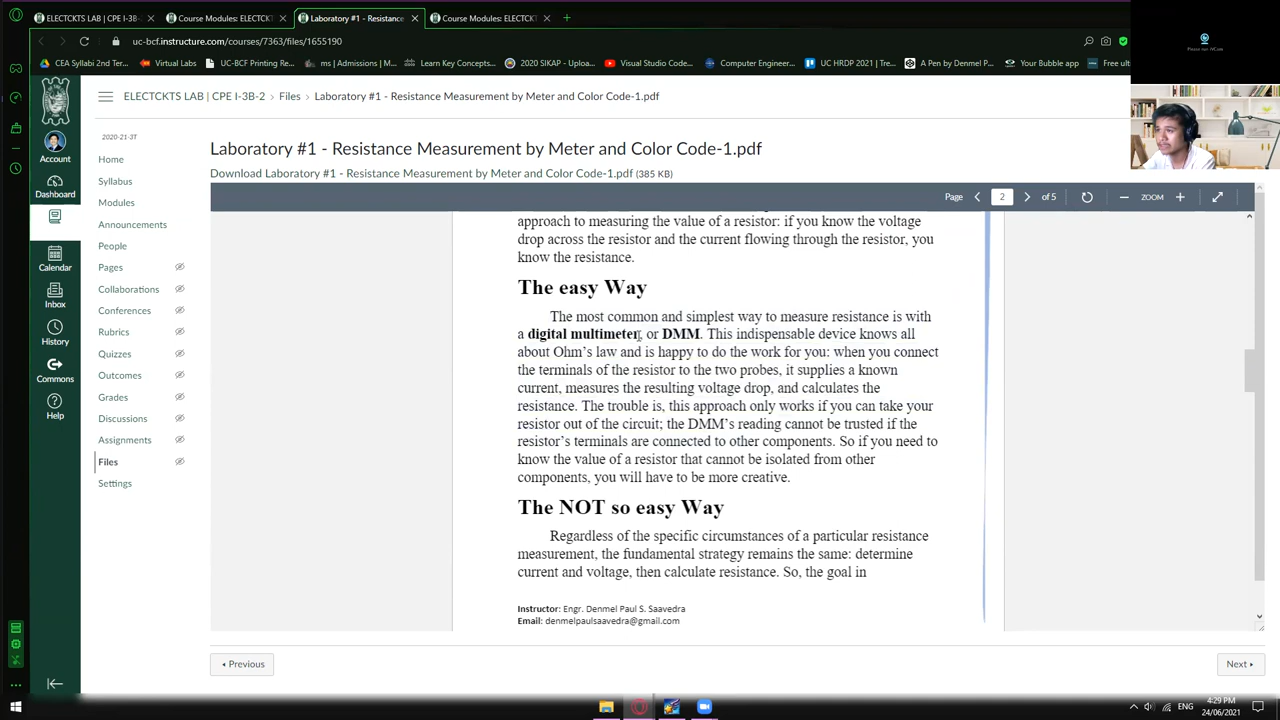 ELECTCKTS LAB | CPE I-3B-2
Course Modules: ELECTCKTS
Laboratory #1 - Resistance
Course Modules: ELECTCKTS
uc-bcf.instructure.com/courses/7363/files/1655190
CEA Syllabi 2nd Ter...
Virtual Labs
UC-BCF Printing Re...
ms | Admissions | M...
Learn Key Concepts...
2020 SIKAP - Uploa...
Visual Studio Code...
Computer Engineer...
UC HRDP 2021 | Tre...
A Pen by Denmel P...
Your Bubble app
Free ult
ELECTCKTS LAB | CPE I-3B-2 › Files › Laboratory #1 - Resistance Measurement by Meter and Color Code-1.pdf
2020-21-3T
Account
Dashboard
Calendar
Inbox
History
Commons
Help
Home
Syllabus
Modules
Announcements
People
Pages
Collaborations
Conferences
Rubrics
Quizzes
Outcomes
Grades
Discussions
Assignments
Files
Settings
Laboratory #1 - Resistance Measurement by Meter and Color Code-1.pdf
Download Laboratory #1 - Resistance Measurement by Meter and Color Code-1.pdf (385 KB)
Page 2 of 5 ZOOM
approach to measuring the value of a resistor: if you know the voltage
drop across the resistor and the current flowing through the resistor, you
know the resistance.
The easy Way
The most common and simplest way to measure resistance is with
a digital multimeter, or DMM. This indispensable device knows all
about Ohm's law and is happy to do the work for you: when you connect
the terminals of the resistor to the two probes, it supplies a known
current, measures the resulting voltage drop, and calculates the
resistance. The trouble is, this approach only works if you can take your
resistor out of the circuit; the DMM's reading cannot be trusted if the
resistor's terminals are connected to other components. So if you need to
know the value of a resistor that cannot be isolated from other
components, you will have to be more creative.
The NOT so easy Way
Regardless of the specific circumstances of a particular resistance
measurement, the fundamental strategy remains the same: determine
current and voltage, then calculate resistance. So, the goal in
Instructor: Engr. Denmel Paul S. Saavedra
Email: denmelpaulsaavedra@gmail.com
Previous
Next
ENG
4:29 PM
24/06/2021